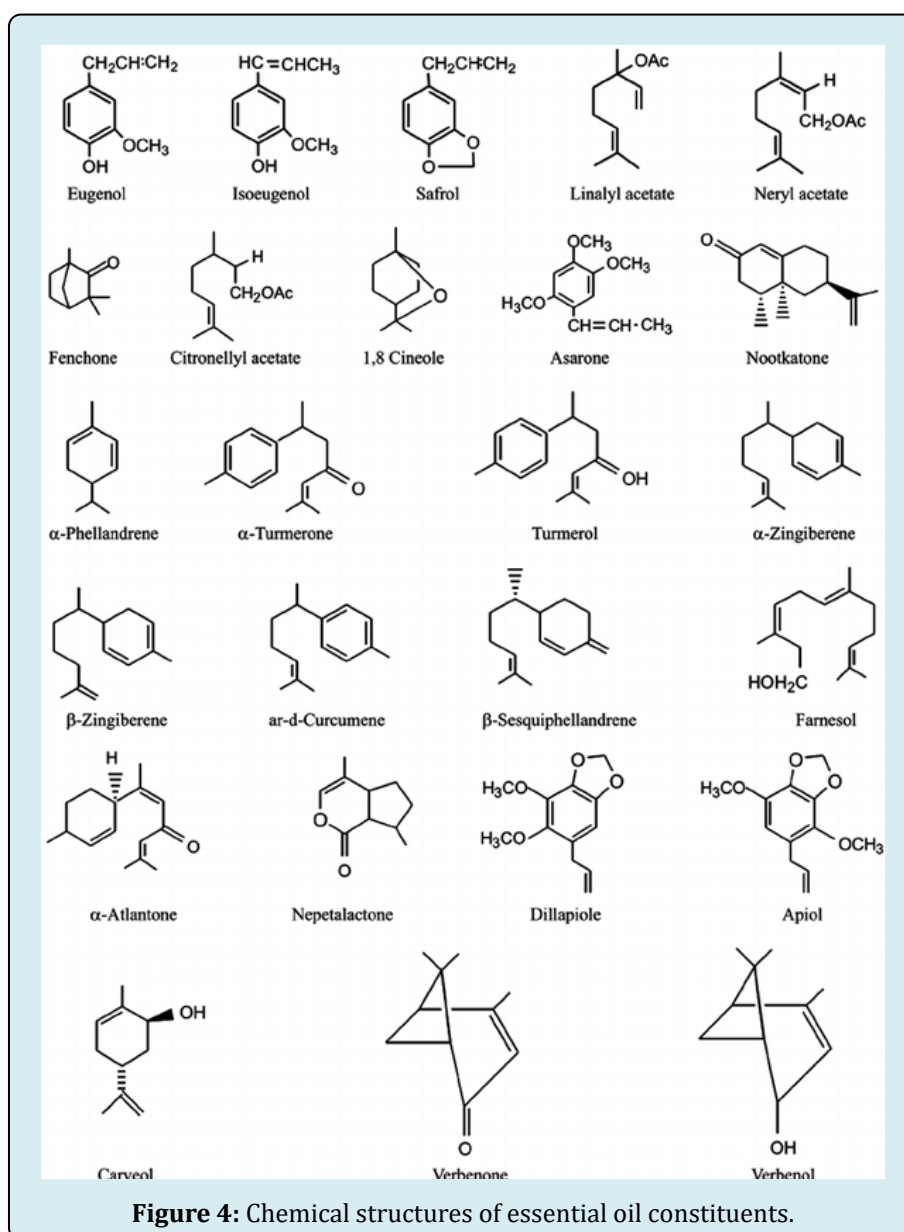 CH₂CH=CH₂
OCH₃
OH
Eugenol
HC=CHCH₃
OCH₃
OH
Isoeugenol
CH₂CH=CH₂
O
O
Safrol
OAc
Linalyl acetate
H
CH₂OAc
Neryl acetate
O
Fenchone
H
CH₂OAc
Citronellyl acetate
O
1,8 Cineole
OCH₃
OCH₃
OCH₃
CH=CH·CH₃
Asarone
O
Nootkatone
α-Phellandrene
O
α-Turmerone
OH
Turmerol
α-Zingiberene
β-Zingiberene
ar-d-Curcumene
β-Sesquiphellandrene
HOH₂C
Farnesol
H
O
α-Atlantone
O
O
Nepetalactone
O
O
H₃CO
H₃CO
Dillapiole
O
O
H₃CO
OCH₃
Apiol
OH
Carveol
O
Verbenone
OH
Verbenol
Figure 4: Chemical structures of essential oil constituents.